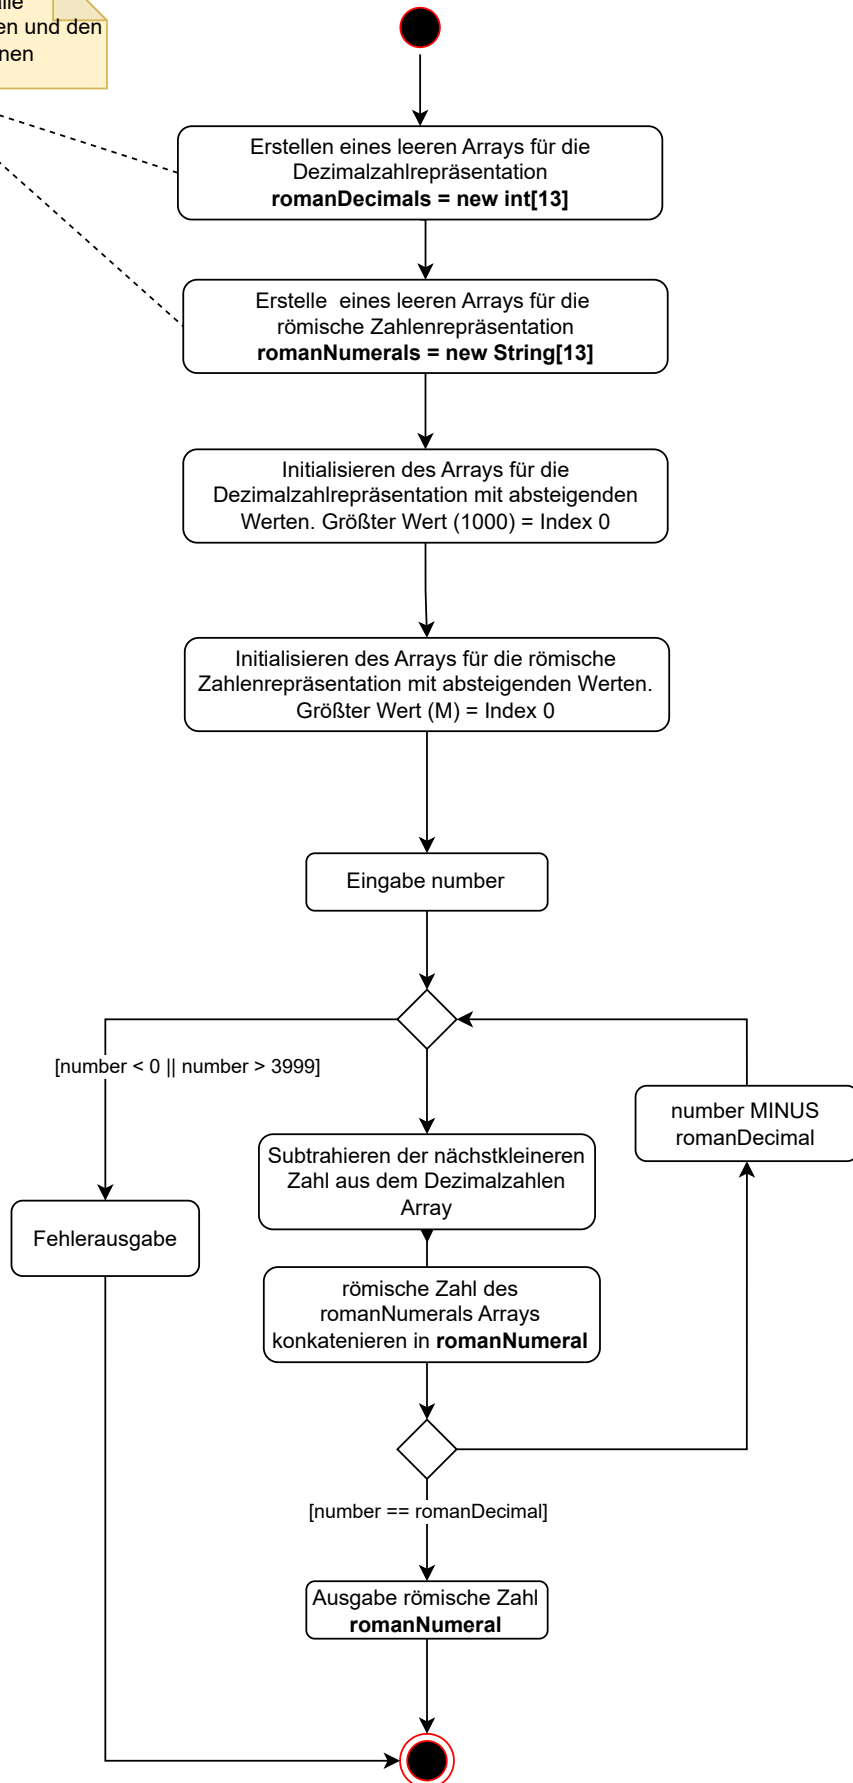 alle
en und den
nen
Erstellen eines leeren Arrays für die
Dezimalzahlrepräsentation
romanDecimals = new int[13]
Erstelle  eines leeren Arrays für die
römische Zahlenrepräsentation
romanNumerals = new String[13]
Initialisieren des Arrays für die
Dezimalzahlrepräsentation mit absteigenden
Werten. Größter Wert (1000) = Index 0
Initialisieren des Arrays für die römische
Zahlenrepräsentation mit absteigenden Werten.
Größter Wert (M) = Index 0
Eingabe number
[number < 0 || number > 3999]
number MINUS
romanDecimal
Subtrahieren der nächstkleineren
Zahl aus dem Dezimalzahlen
Array
Fehlerausgabe
römische Zahl des
romanNumerals Arrays
konkatenieren in romanNumeral
[number == romanDecimal]
Ausgabe römische Zahl
romanNumeral